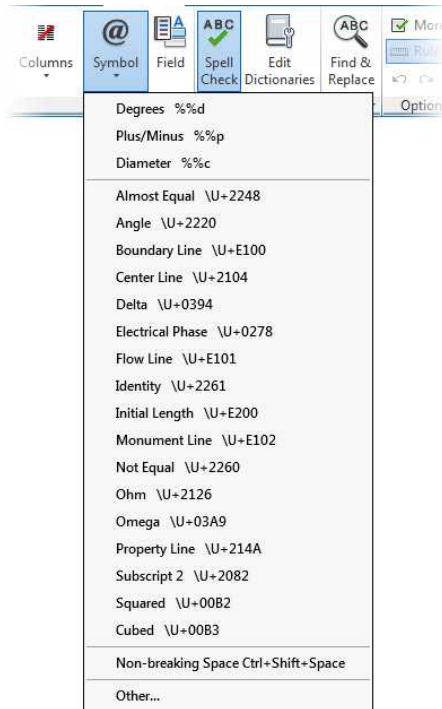 Columns
@
Symbol
A
Field
ABC
Spell
Check
Edit
Dictionaries
ABC
Find &
Replace
Option
Degrees %%d
Plus/Minus %%p
Diameter %%c
Almost Equal \U+2248
Angle \U+2220
Boundary Line \U+E100
Center Line \U+2104
Delta \U+0394
Electrical Phase \U+0278
Flow Line \U+E101
Identity \U+2261
Initial Length \U+E200
Monument Line \U+E102
Not Equal \U+2260
Ohm \U+2126
Omega \U+03A9
Property Line \U+214A
Subscript 2 \U+2082
Squared \U+00B2
Cubed \U+00B3
Non-breaking Space Ctrl+Shift+Space
Other...